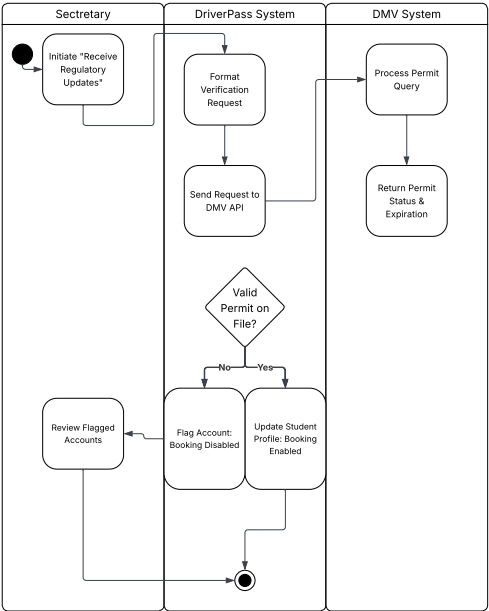 Sectretary
DriverPass System
DMV System
Initiate "Receive
Regulatory
Updates"
Format
Verification
Request
Process Permit
Query
Send Request to
DMV API
Return Permit
Status &
Expiration
Valid
Permit on
File?
No
Yes
Review Flagged
Accounts
Flag Account:
Booking Disabled
Update Student
Profile: Booking
Enabled